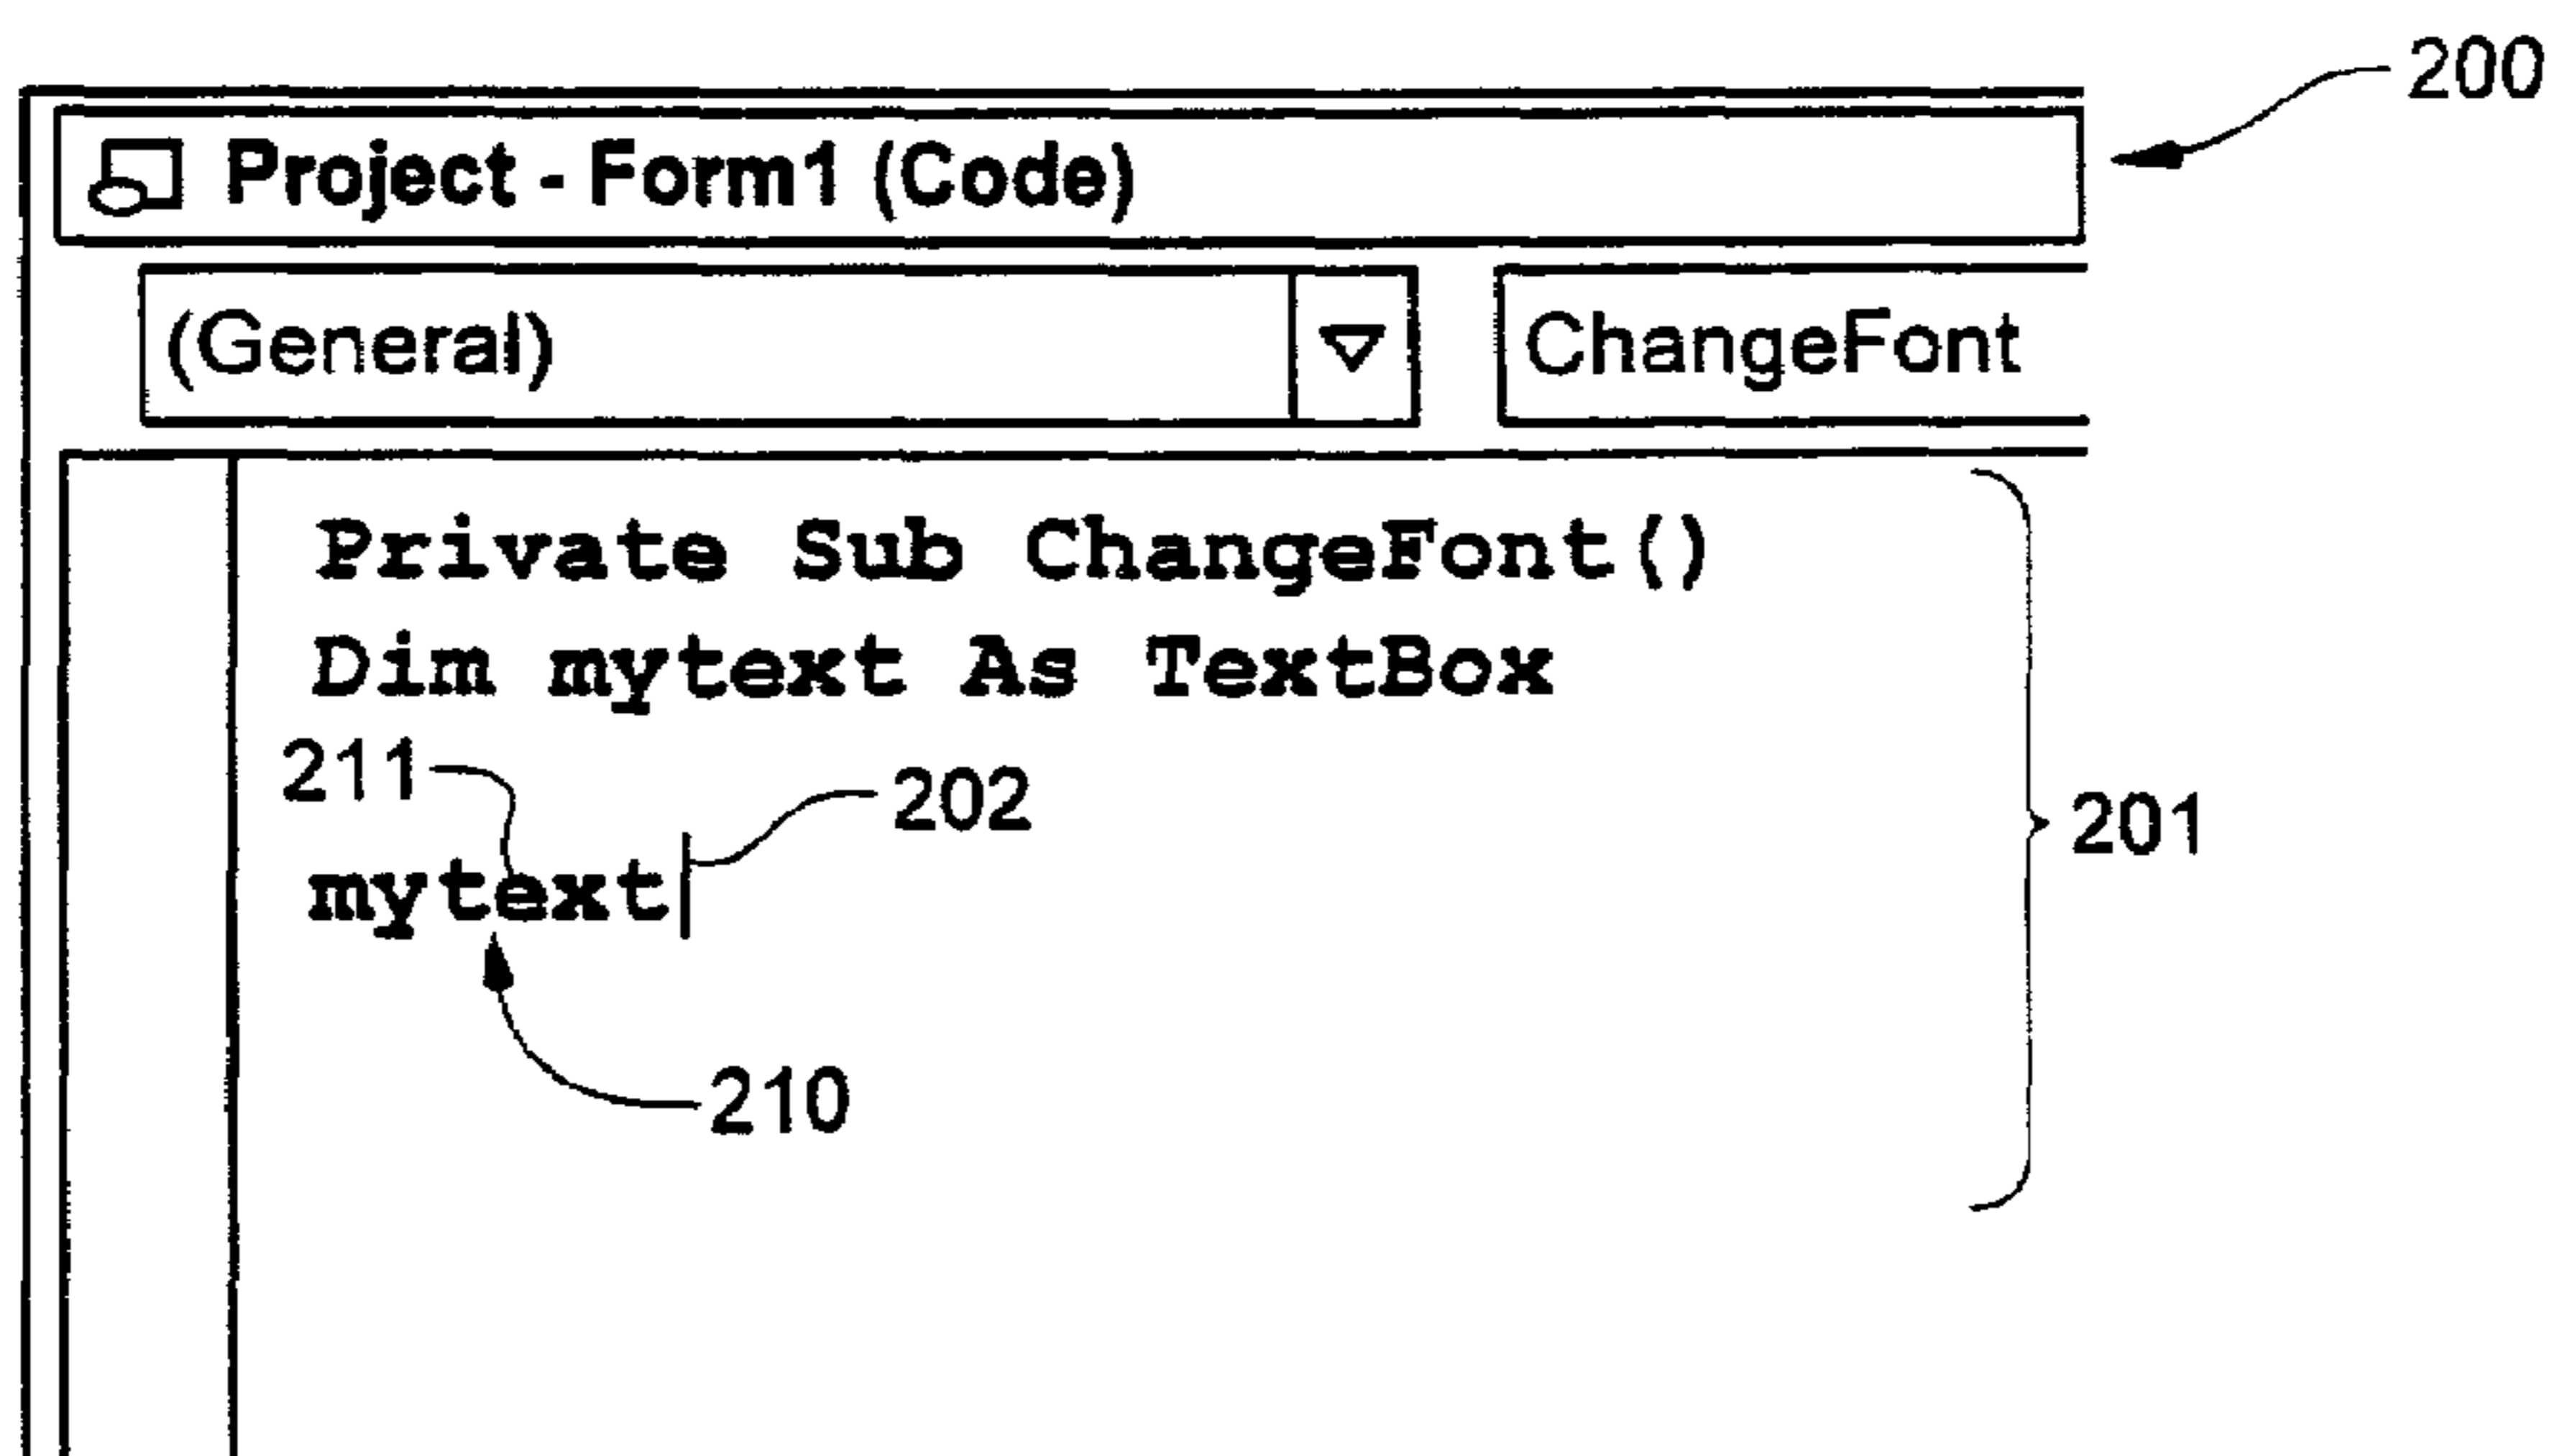 200
Project - Form1 (Code)
(General) ChangeFont
Private Sub ChangeFont()
Dim mytext As TextBox
211 202
201
mytext
210